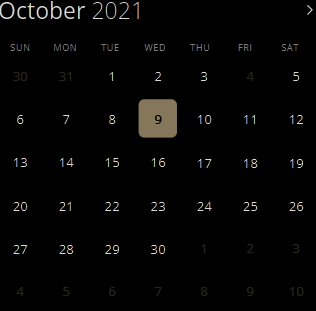 October 2021
SUN MON TUE WED THU FRI SAT
30 31 1 2 3 4 5
6 7 8 9 10 11 12
13 14 15 16 17 18 19
20 21 22 23 24 25 26
27 28 29 30 1 2 3
4 5 6 7 8 9 10